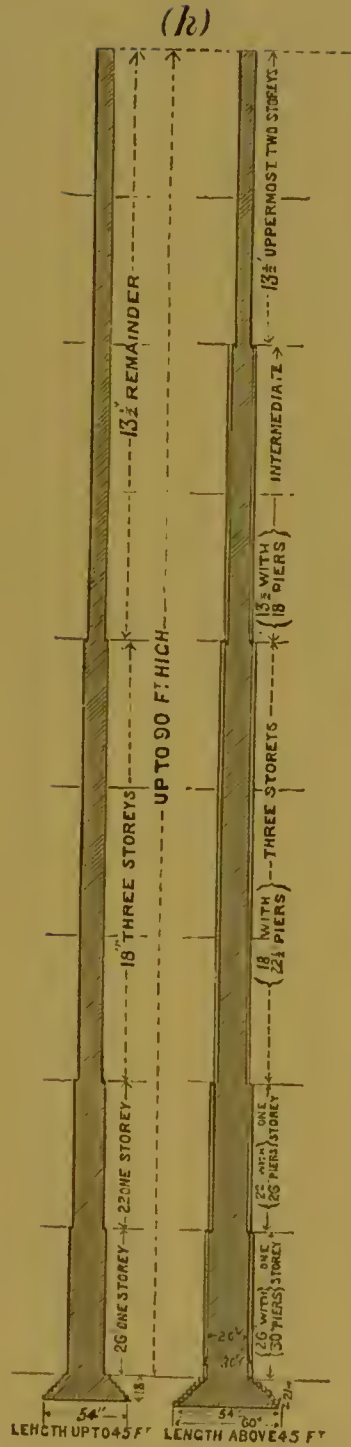 (h)
13½" REMAINDER
18" THREE STOREYS
22 ONE STOREY
26 ONE STOREY
UP TO 90 FT HIGH
13½" UPPERMOST TWO STOREYS
INTERMEDIATE
{13½ WITH
18 PIERS}
THREE STOREYS
{18 WITH
22½ PIERS}
ONE
26 PIERS STOREY
{26 WITH ONE
30 PIERS} STOREY
26"
30"
18
54"
54"
60"
21
LENGTH UP TO 45 FT
LENGTH ABOVE 45 FT